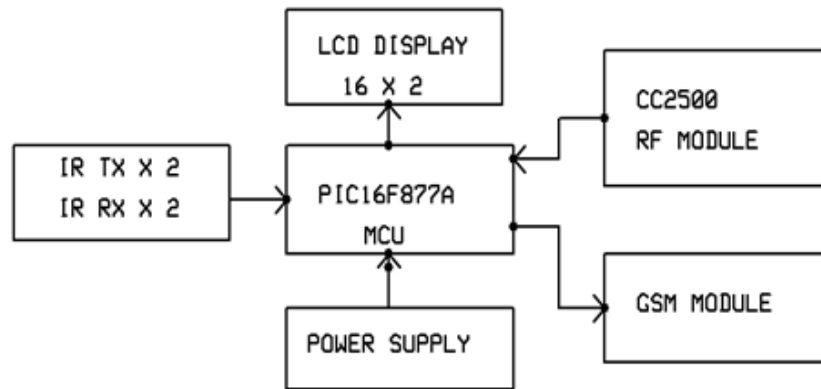 LCD DISPLAY
16 X 2
CC2500
RF MODULE
IR TX X 2
IR RX X 2
PIC16F877A
MCU
GSM MODULE
POWER SUPPLY